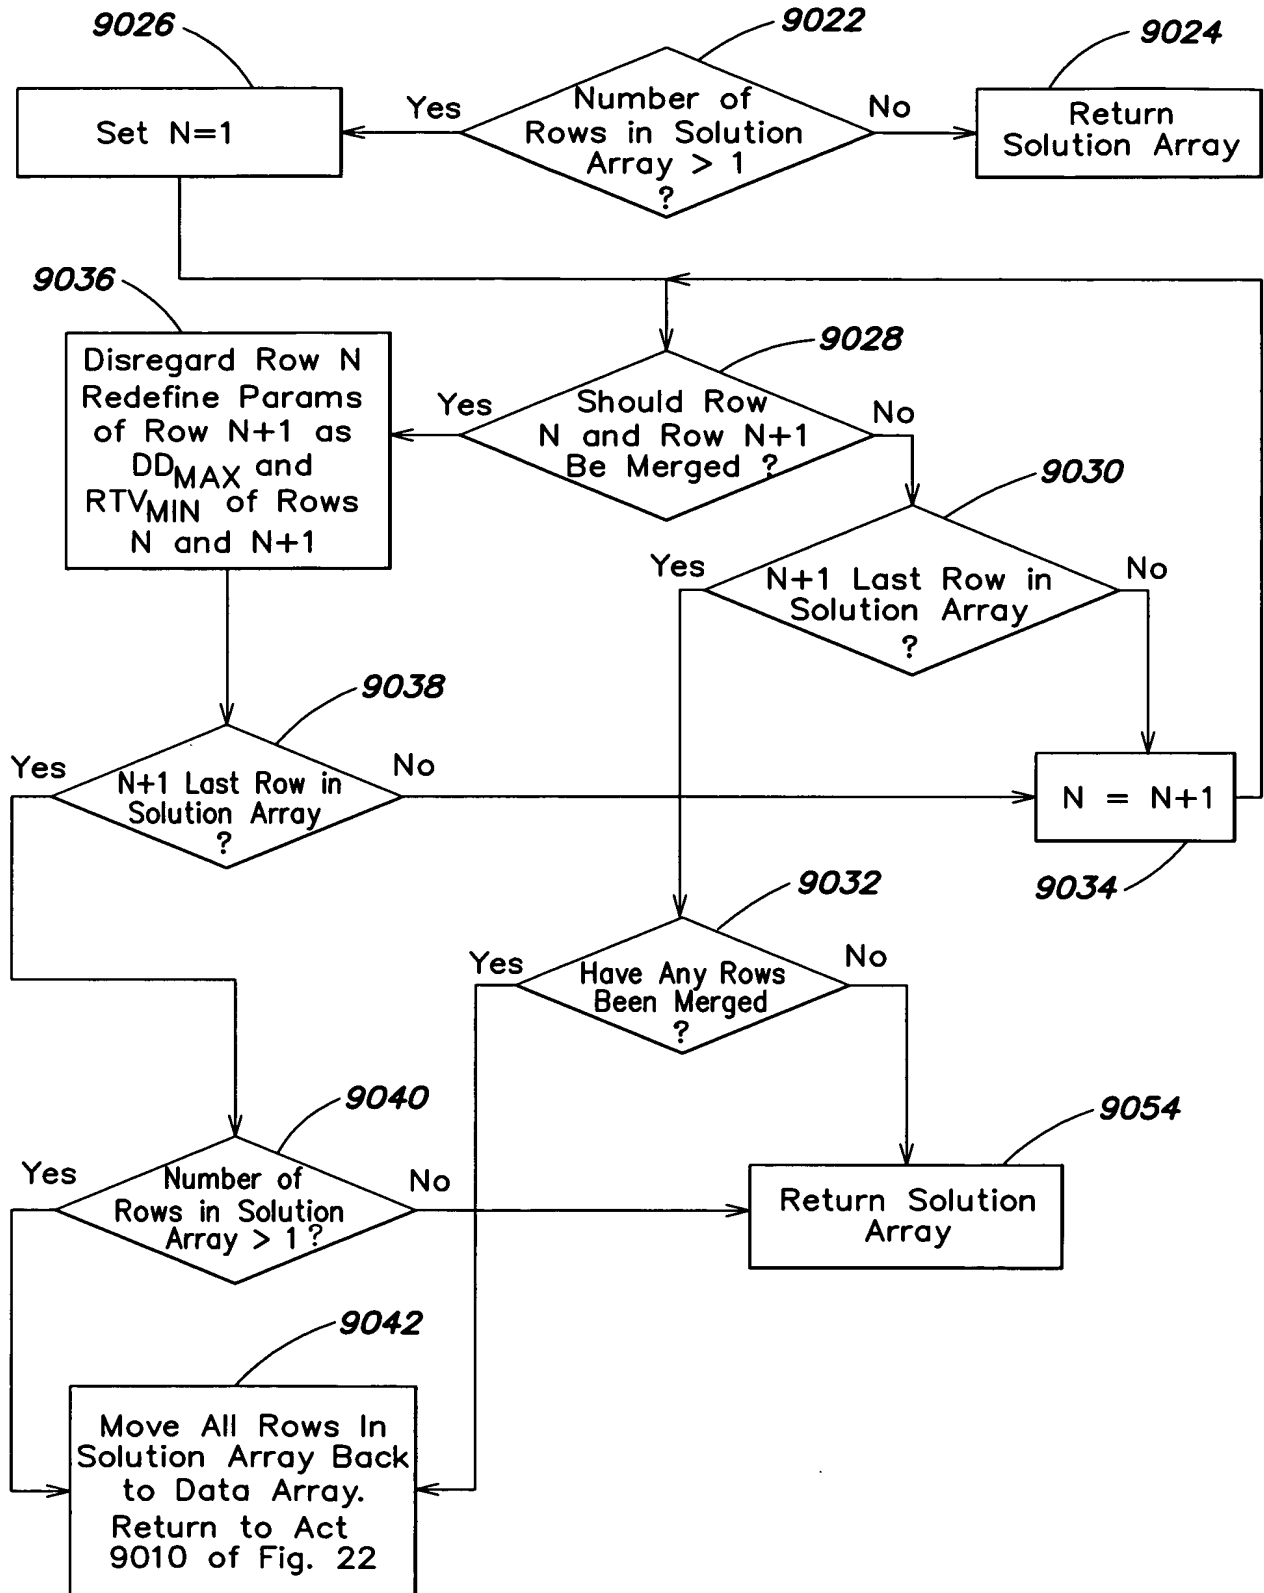 9026
9022
9024
Yes
Number of
Rows in Solution
Array > 1
?
No
Set N=1
Return
Solution Array
9036
9028
Disregard Row N
Redefine Params
of Row N+1 as
DDMAX and
RTVMIN of Rows
N and N+1
Yes
Should Row
N and Row N+1
Be Merged ?
No
9030
Yes
N+1 Last Row in
Solution Array
?
No
9038
Yes
N+1 Last Row in
Solution Array
?
No
N = N+1
9034
9032
Yes
Have Any Rows
Been Merged
?
No
9040
9054
Yes
Number of
Rows in Solution
Array > 1 ?
No
Return Solution
Array
9042
Move All Rows In
Solution Array Back
to Data Array.
Return to Act
9010 of Fig. 22